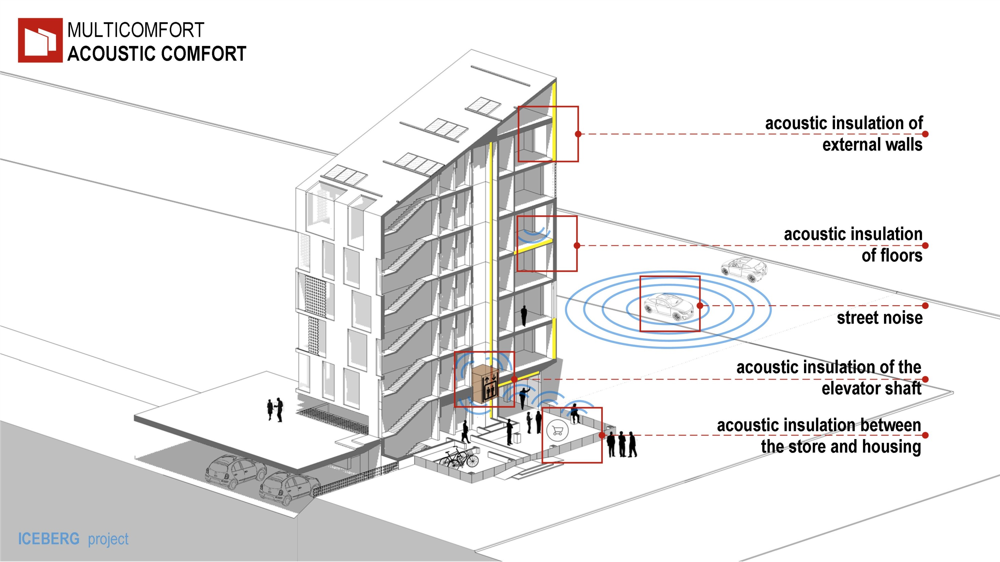 MULTICOMFORT
ACOUSTIC COMFORT
acoustic insulation of
external walls
acoustic insulation
of floors
street noise
acoustic insulation of the
elevator shaft
acoustic insulation between
the store and housing
ICEBERG project